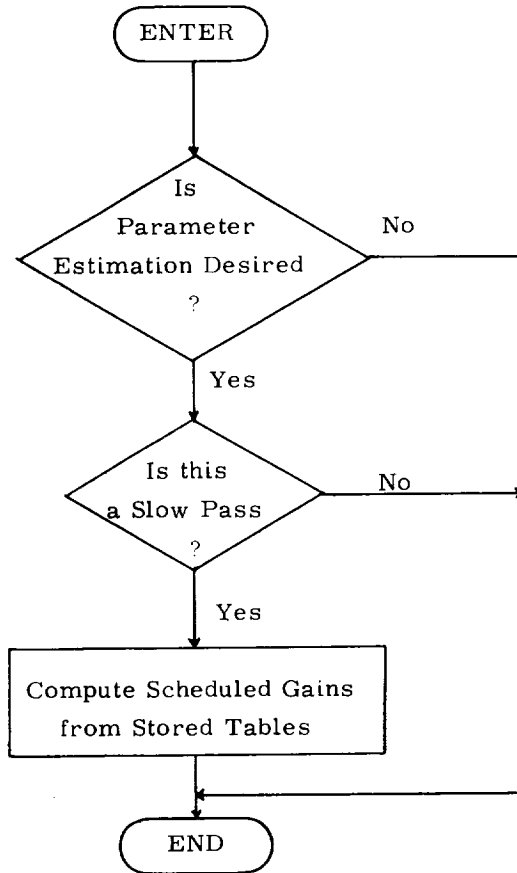 ENTER
Is
Parameter
Estimation Desired
?
No
Yes
Is this
a Slow Pass
?
No
Yes
Compute Scheduled Gains
from Stored Tables
END